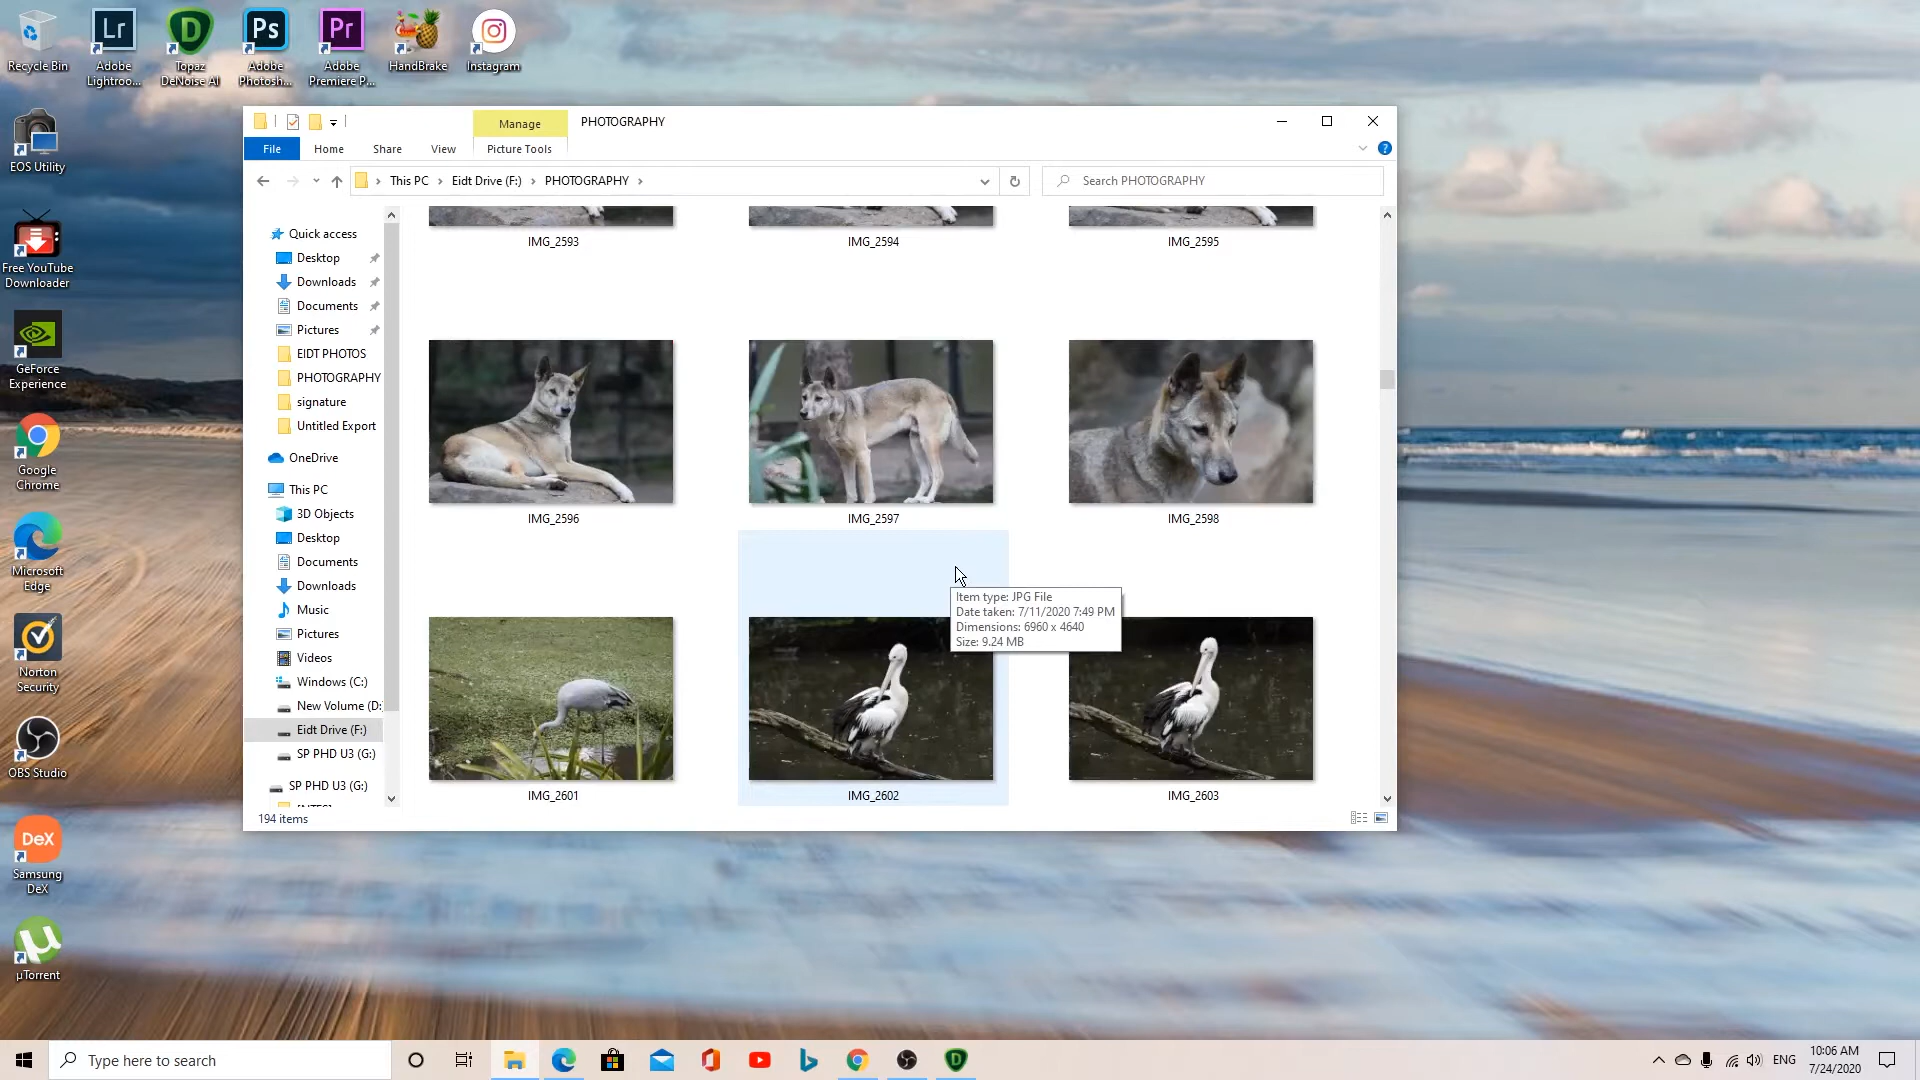 Recycle Bin
Lr
Adobe
Lightroo...
Topaz
DeNoise AI
Ps
Adobe
Photosh...
Pr
Adobe
Premiere P...
HandBrake
Instagram
EOS Utility
Free YouTube
Downloader
GeForce
Experience
Google
Chrome
Microsoft
Edge
Norton
Security
OBS Studio
DeX
Samsung
DeX
µTorrent
Manage
PHOTOGRAPHY
File
Home
Share
View
Picture Tools
This PC
Eidt Drive (F:)
PHOTOGRAPHY
Search PHOTOGRAPHY
Quick access
Desktop
Downloads
Documents
Pictures
EIDT PHOTOS
PHOTOGRAPHY
signature
Untitled Export
OneDrive
This PC
3D Objects
Desktop
Documents
Downloads
Music
Pictures
Videos
Windows (C:)
New Volume (D:
Eidt Drive (F:)
SP PHD U3 (G:)
SP PHD U3 (G:)
IMG_2593
IMG_2594
IMG_2595
IMG_2596
IMG_2597
IMG_2598
Item type: JPG File
Date taken: 7/11/2020 7:49 PM
Dimensions: 6960 x 4640
Size: 9.24 MB
IMG_2601
IMG_2602
IMG_2603
194 items
Type here to search
ENG
10:06 AM
7/24/2020